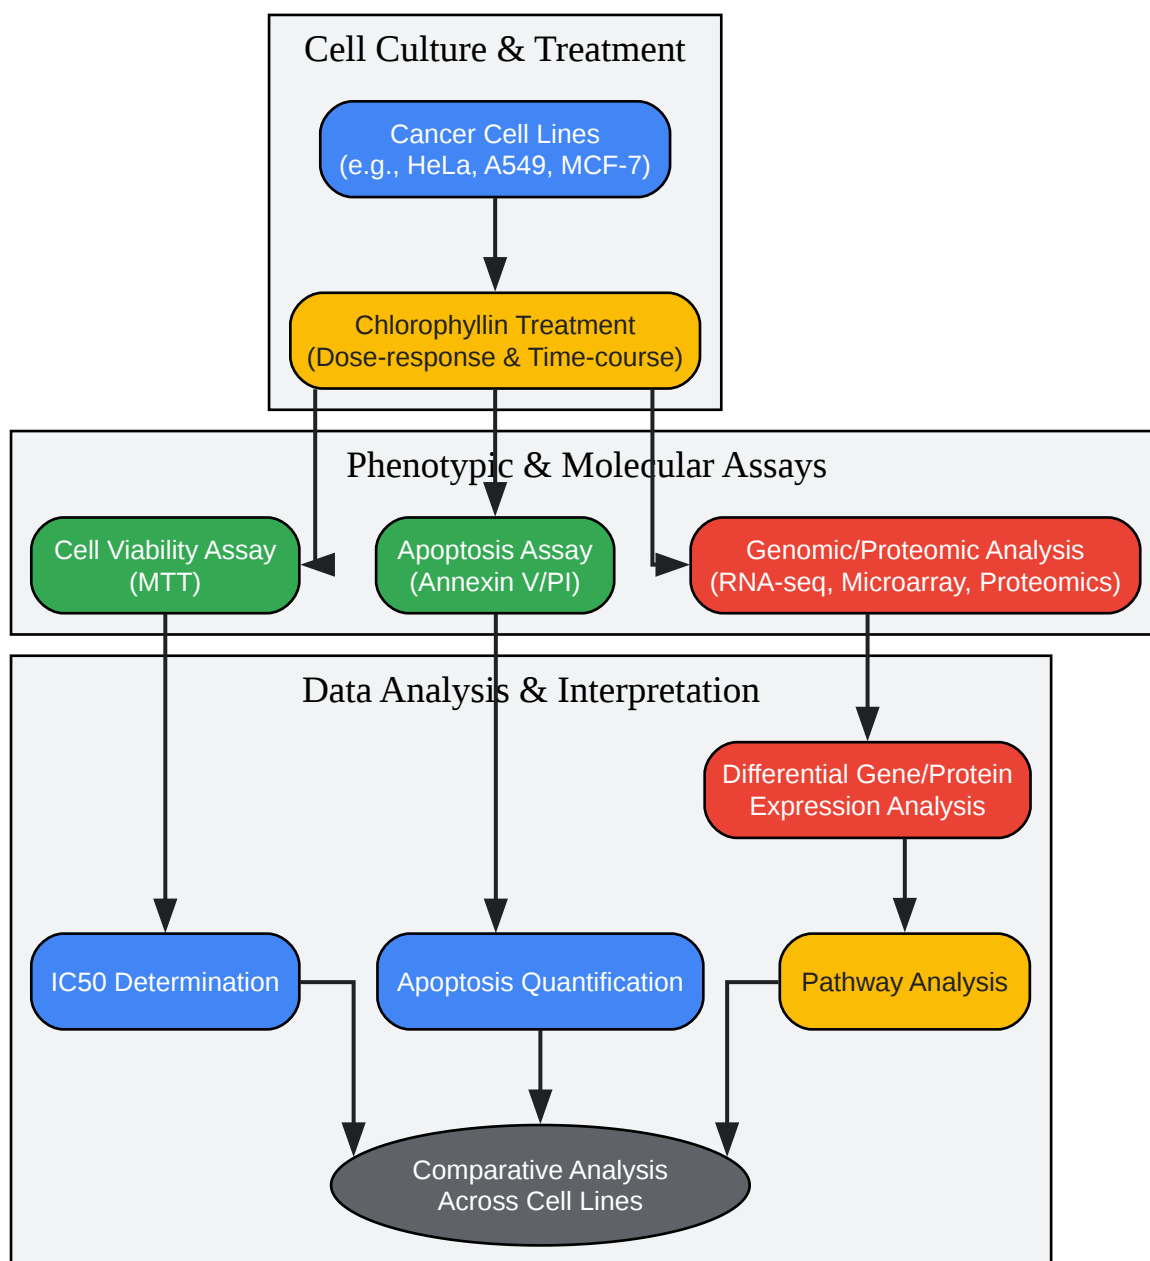 Cell Culture & Treatment
Cancer Cell Lines
(e.g., HeLa, A549, MCF-7)
Chlorophyllin Treatment
(Dose-response & Time-course)
Phenotypic & Molecular Assays
Cell Viability Assay
(MTT)
Apoptosis Assay
(Annexin V/PI)
Genomic/Proteomic Analysis
(RNA-seq, Microarray, Proteomics)
Data Analysis & Interpretation
Differential Gene/Protein
Expression Analysis
IC50 Determination
Apoptosis Quantification
Pathway Analysis
Comparative Analysis
Across Cell Lines